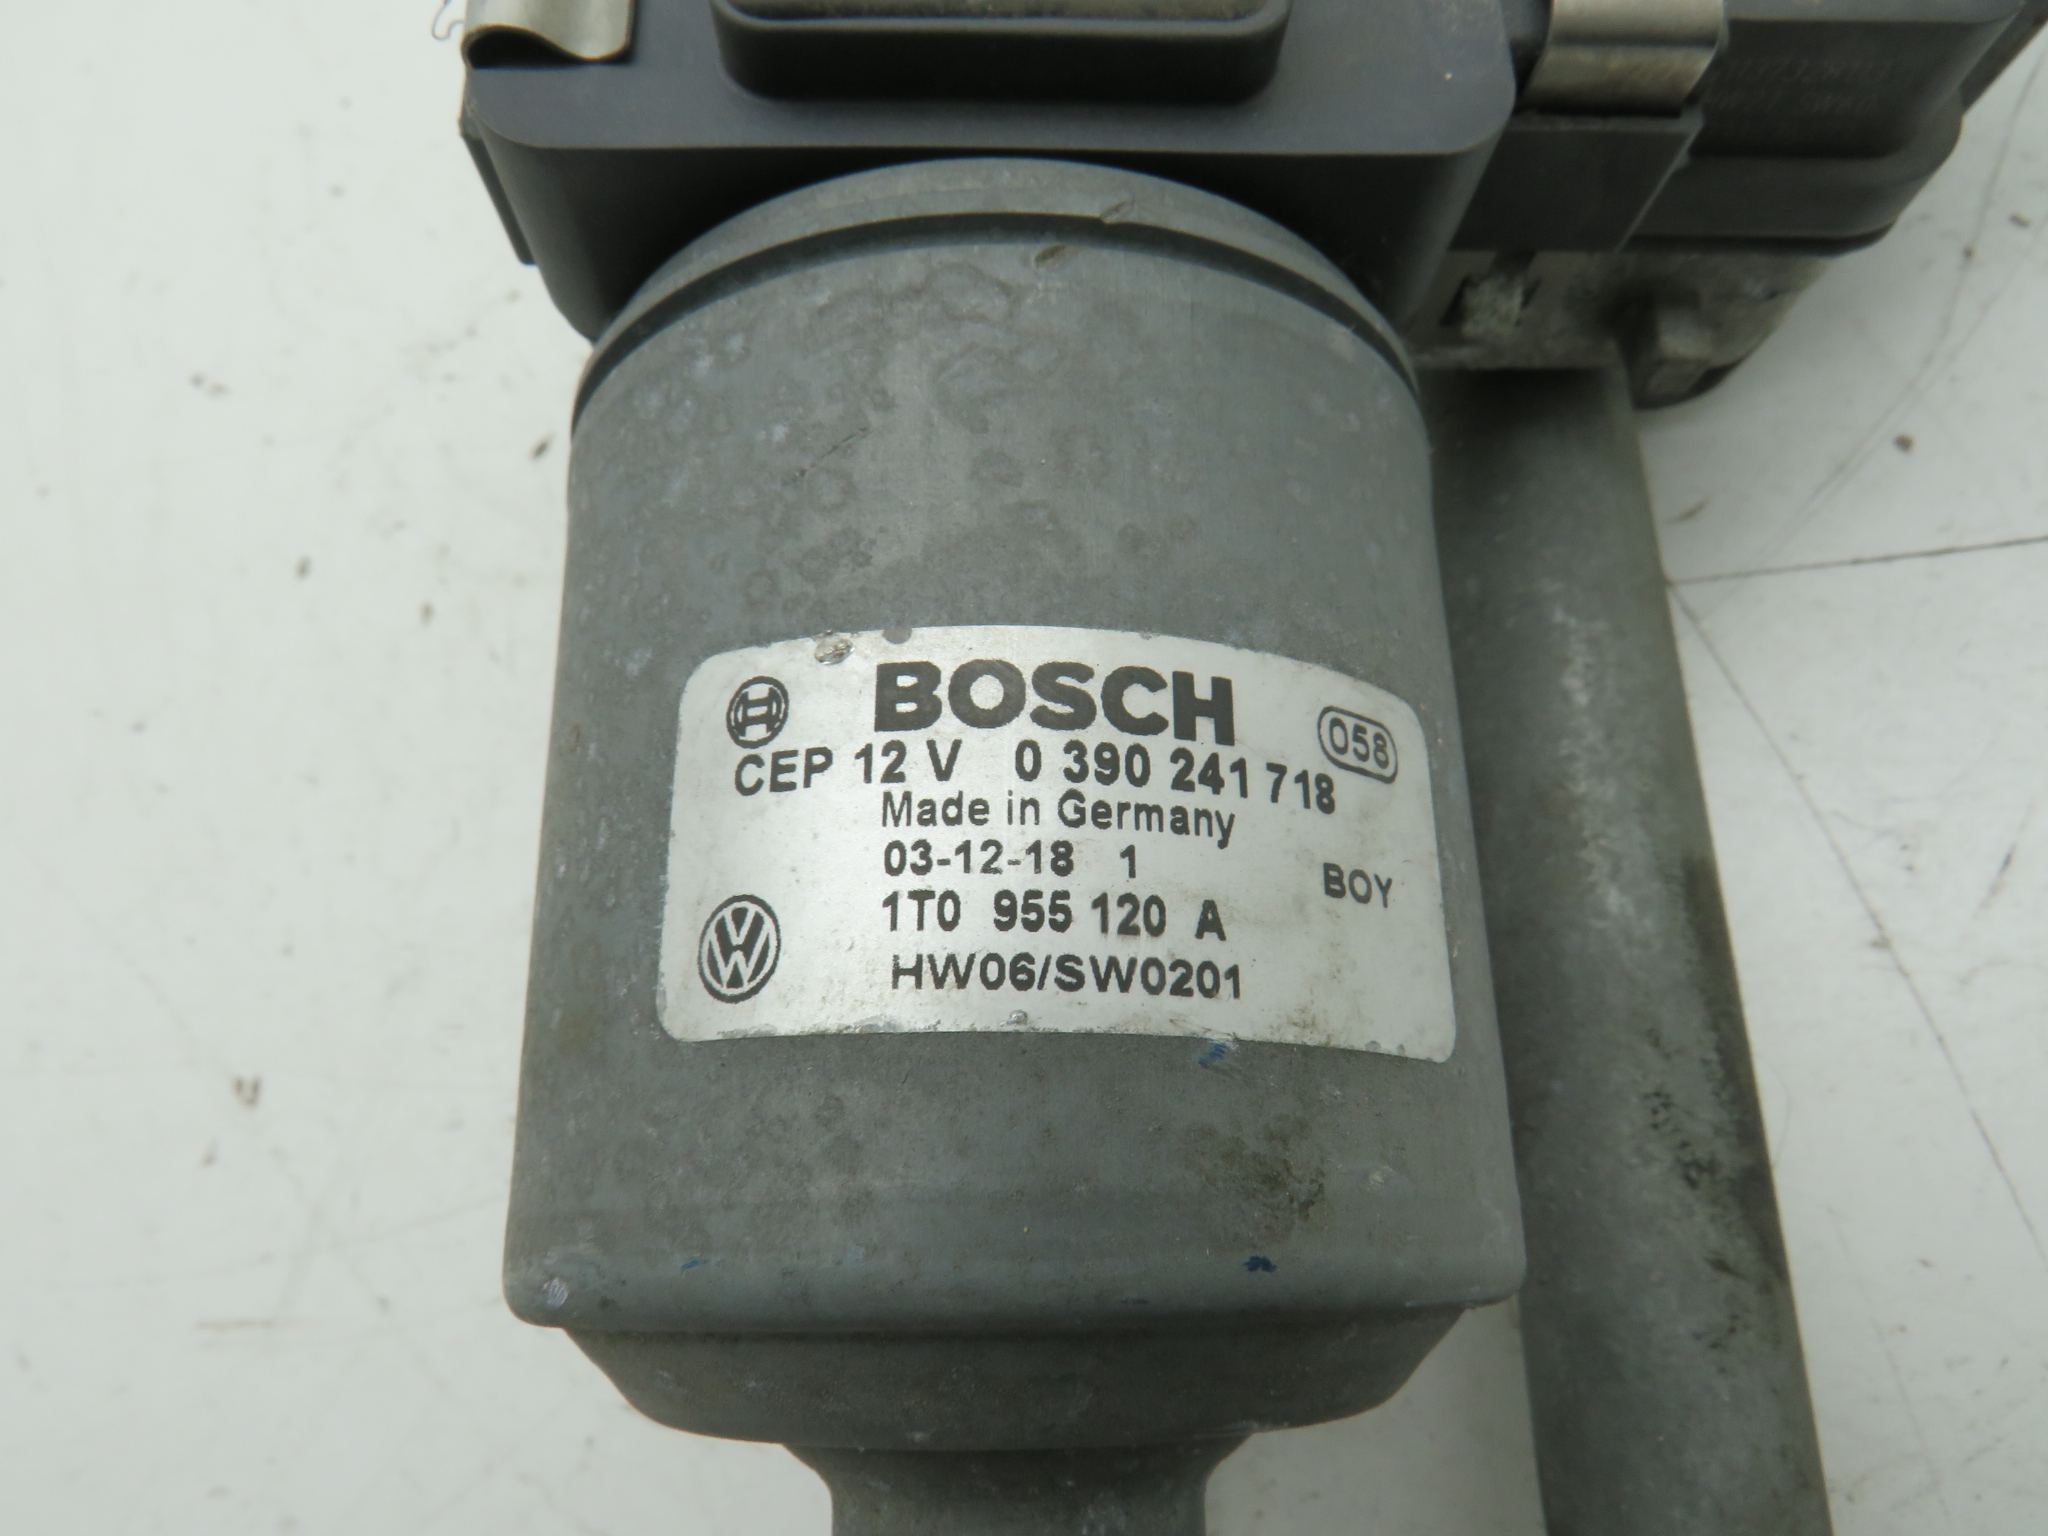 BOSCH
058
CEP 12 V 0 390 241 718
Made in Germany
03-12-18 1
BOY
1T0 955 120 A
HW06/SW0201